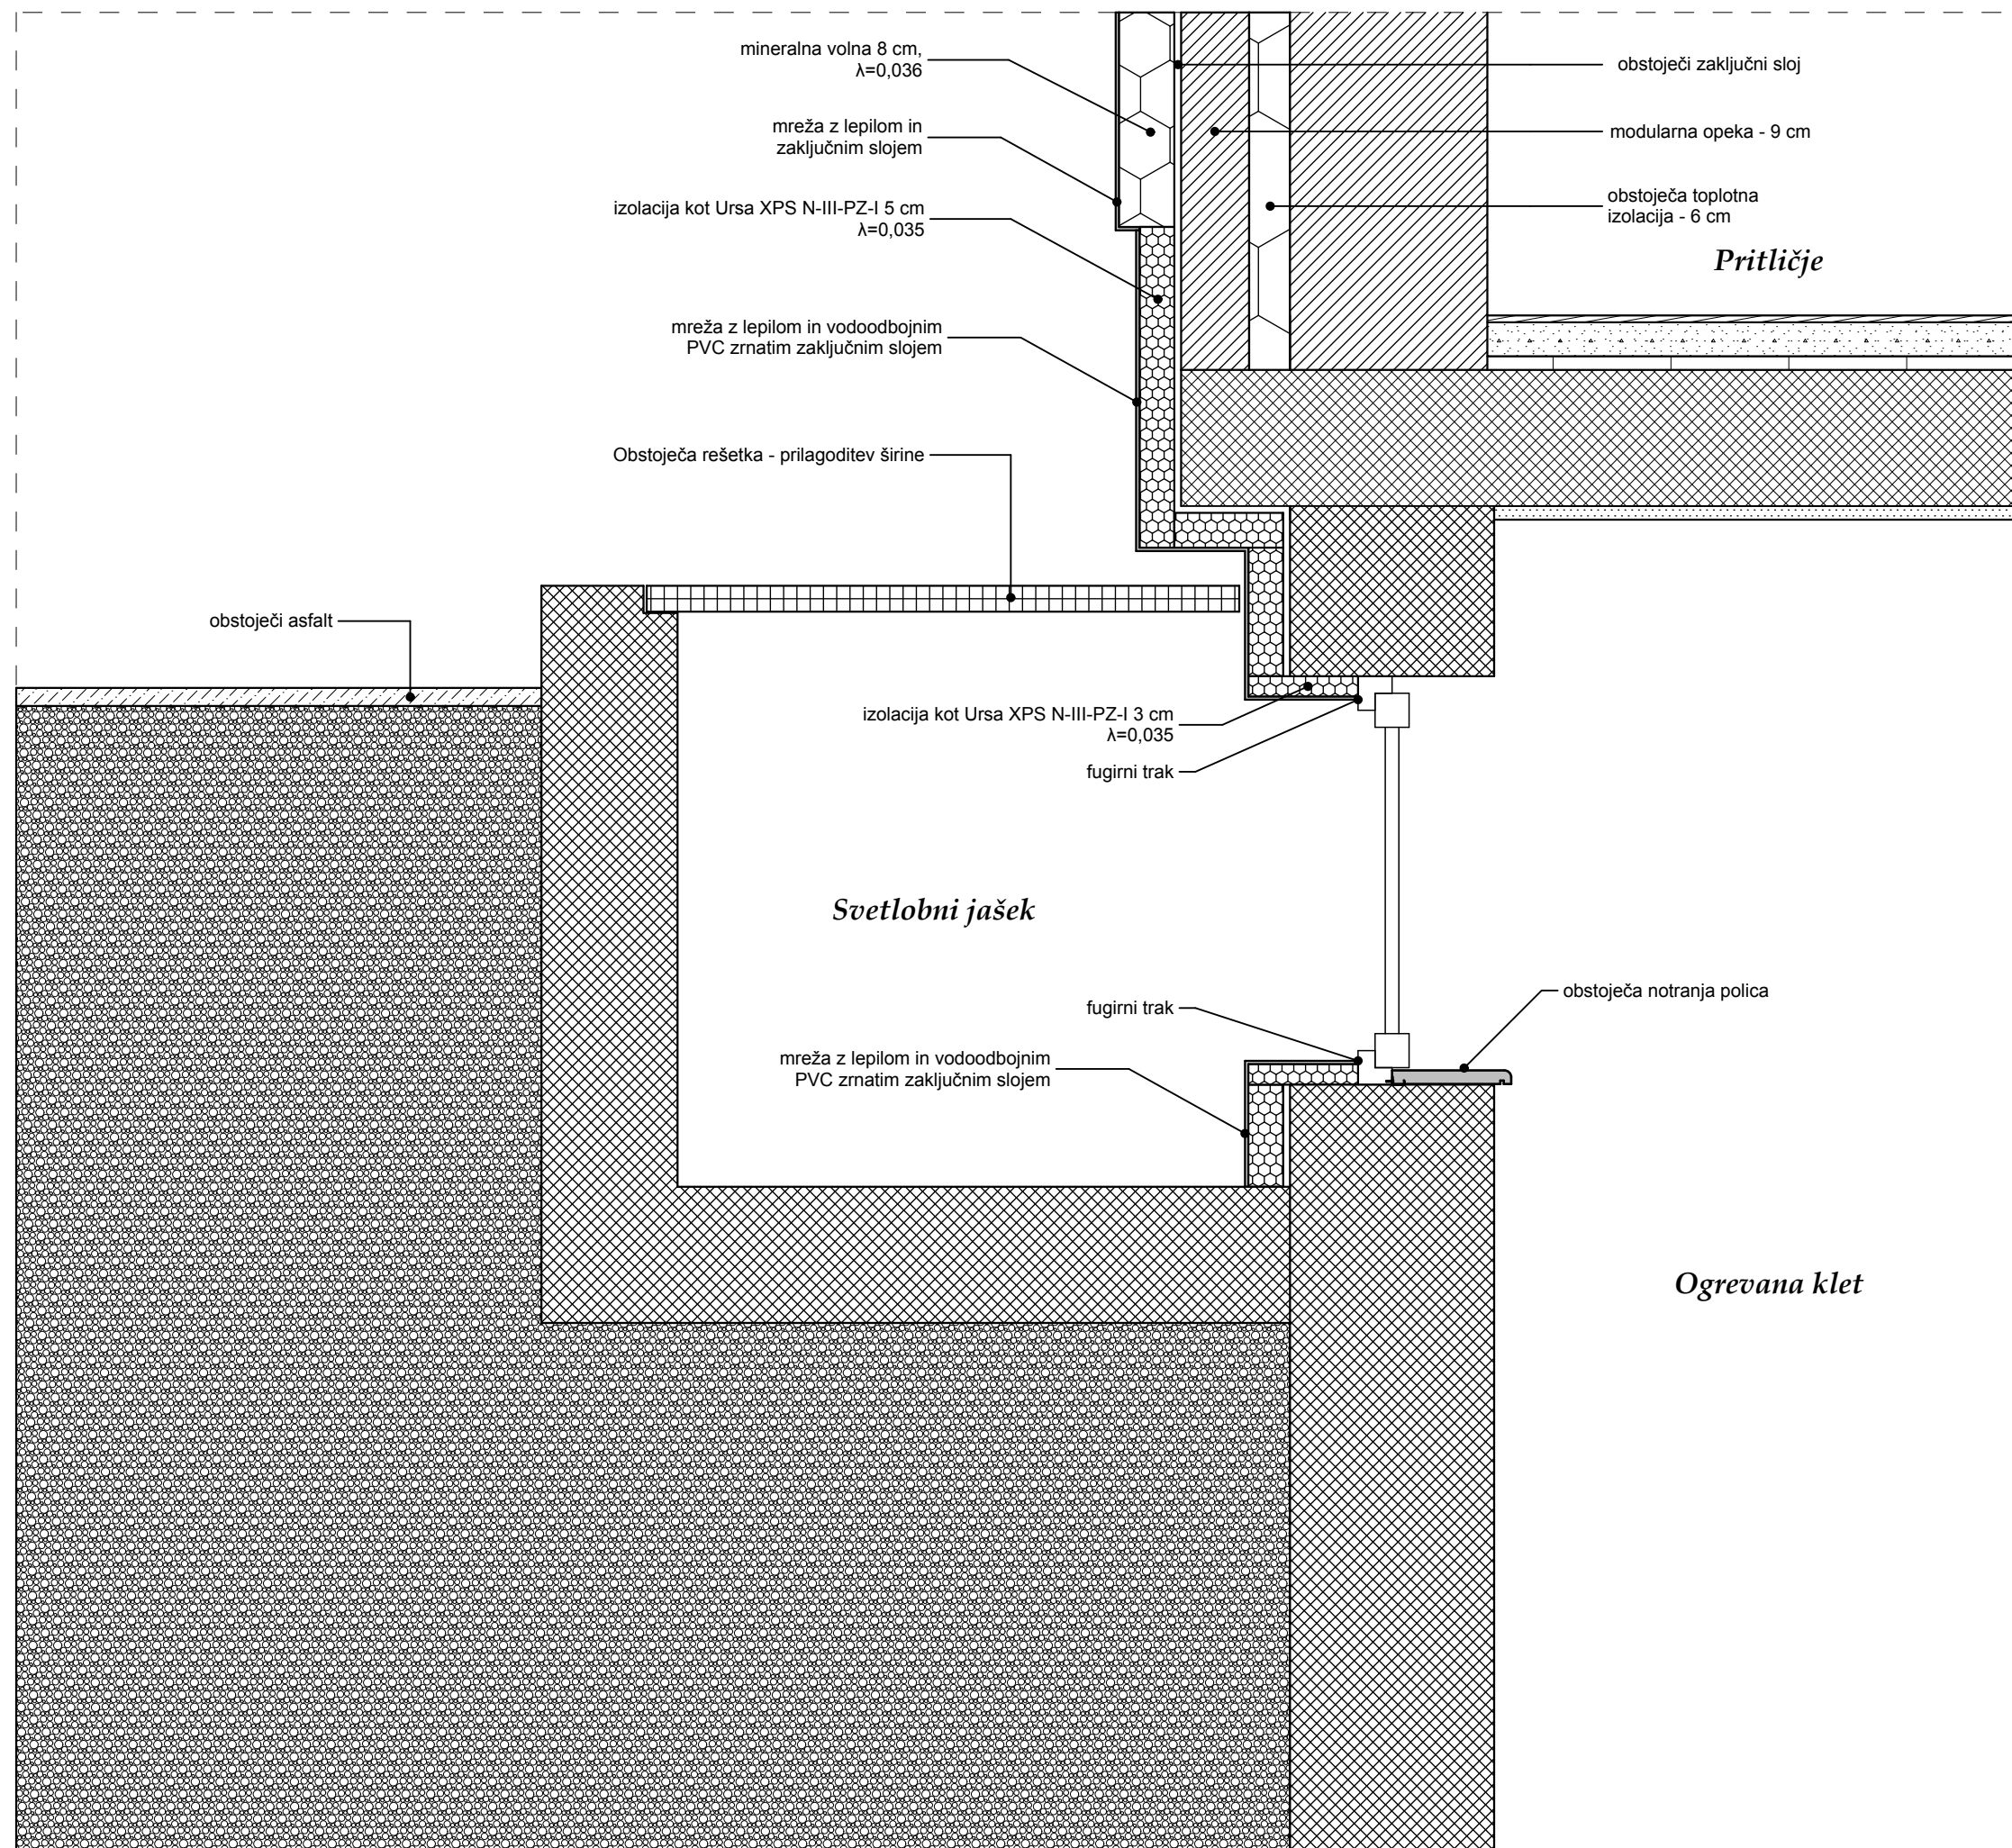 mineralna volna 8 cm,
λ=0,036
mreža z lepilom in
zaključnim slojem
izolacija kot Ursa XPS N-III-PZ-I 5 cm
λ=0,035
mreža z lepilom in vodoodbojnim
PVC zrnatim zaključnim slojem
Obstoječa rešetka - prilagoditev širine
obstoječi asfalt
obstoječi zaključni sloj
modularna opeka - 9 cm
obstoječa toplotna
izolacija - 6 cm
Pritličje
izolacija kot Ursa XPS N-III-PZ-I 3 cm
λ=0,035
fugirni trak
Svetlobni jašek
fugirni trak
mreža z lepilom in vodoodbojnim
PVC zrnatim zaključnim slojem
obstoječa notranja polica
Ogrevana klet